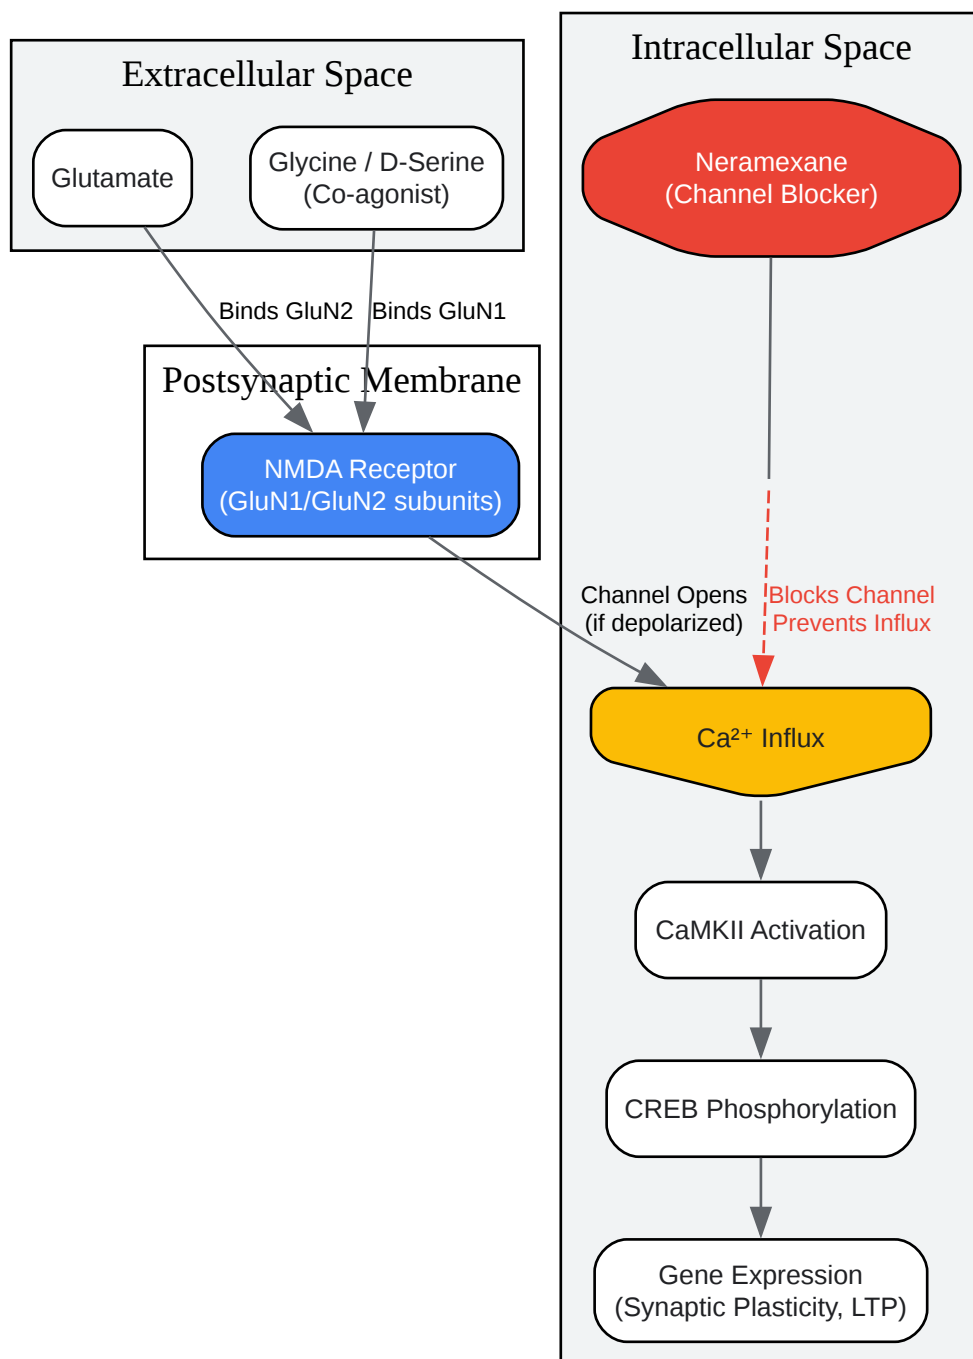 Extracellular Space
Glutamate
Glycine / D-Serine
(Co-agonist)
Binds GluN2
Binds GluN1
Postsynaptic Membrane
NMDA Receptor
(GluN1/GluN2 subunits)
Intracellular Space
Neramexane
(Channel Blocker)
Channel Opens
(if depolarized)
Blocks Channel
Prevents Influx
Ca²⁺ Influx
CaMKII Activation
CREB Phosphorylation
Gene Expression
(Synaptic Plasticity, LTP)